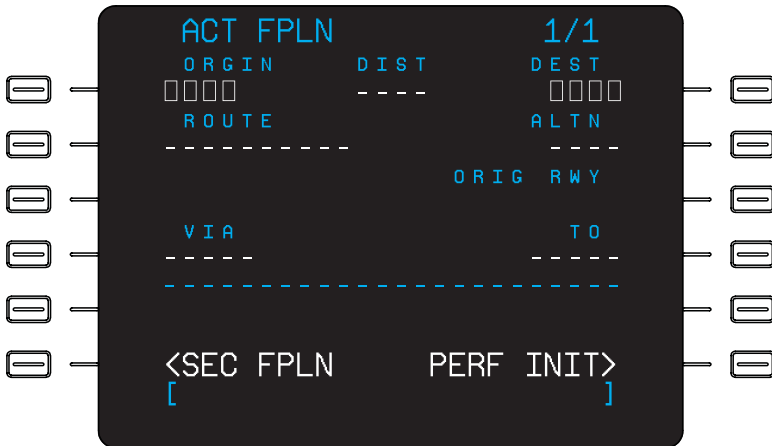 ACT FPLN 1/1
ORGIN DIST DEST
□□□□ ---- □□□□
ROUTE ALTN
---------- ----
ORIG RWY
VIA TO
----- -----
--------------------------
<SEC FPLN PERF INIT>
[ ]